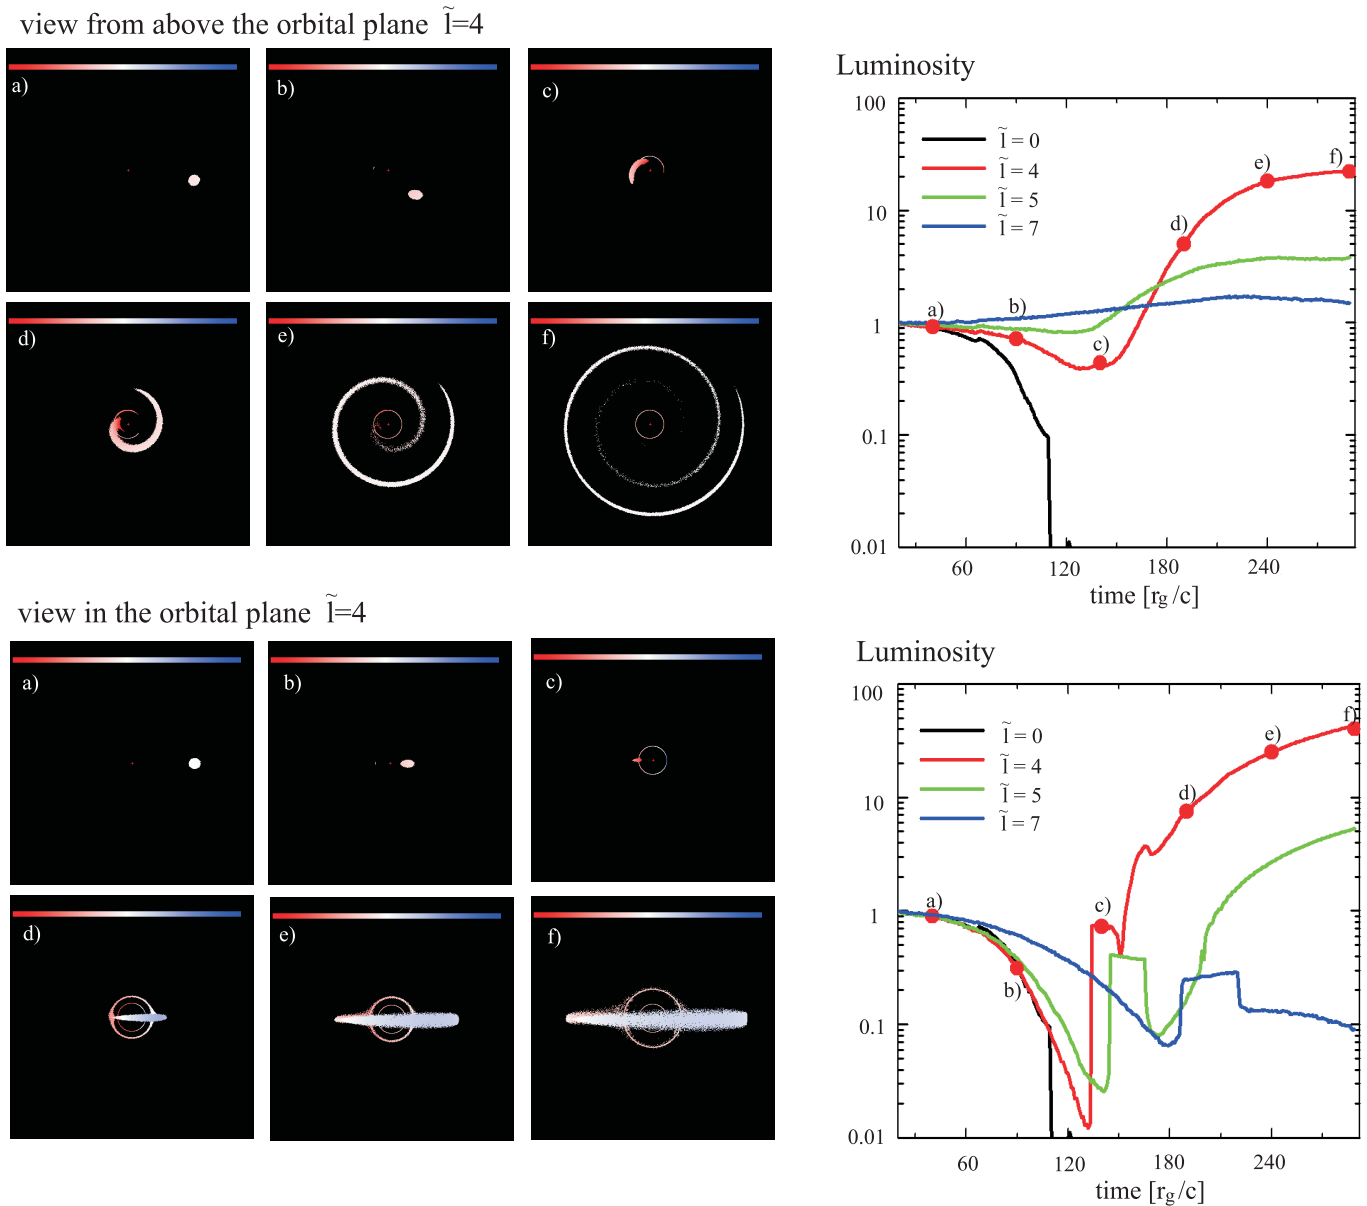 view from above the orbital plane l̃=4
a)
b)
c)
d)
e)
f)
Luminosity
100
10
1
0.1
0.01
l̃ = 0
l̃ = 4
l̃ = 5
l̃ = 7
a)
b)
c)
d)
e)
f)
60
120
180
240
time [rg/c]
view in the orbital plane l̃=4
a)
b)
c)
d)
e)
f)
Luminosity
100
10
1
0.1
0.01
l̃ = 0
l̃ = 4
l̃ = 5
l̃ = 7
a)
b)
c)
d)
e)
f)
60
120
180
240
time [rg/c]